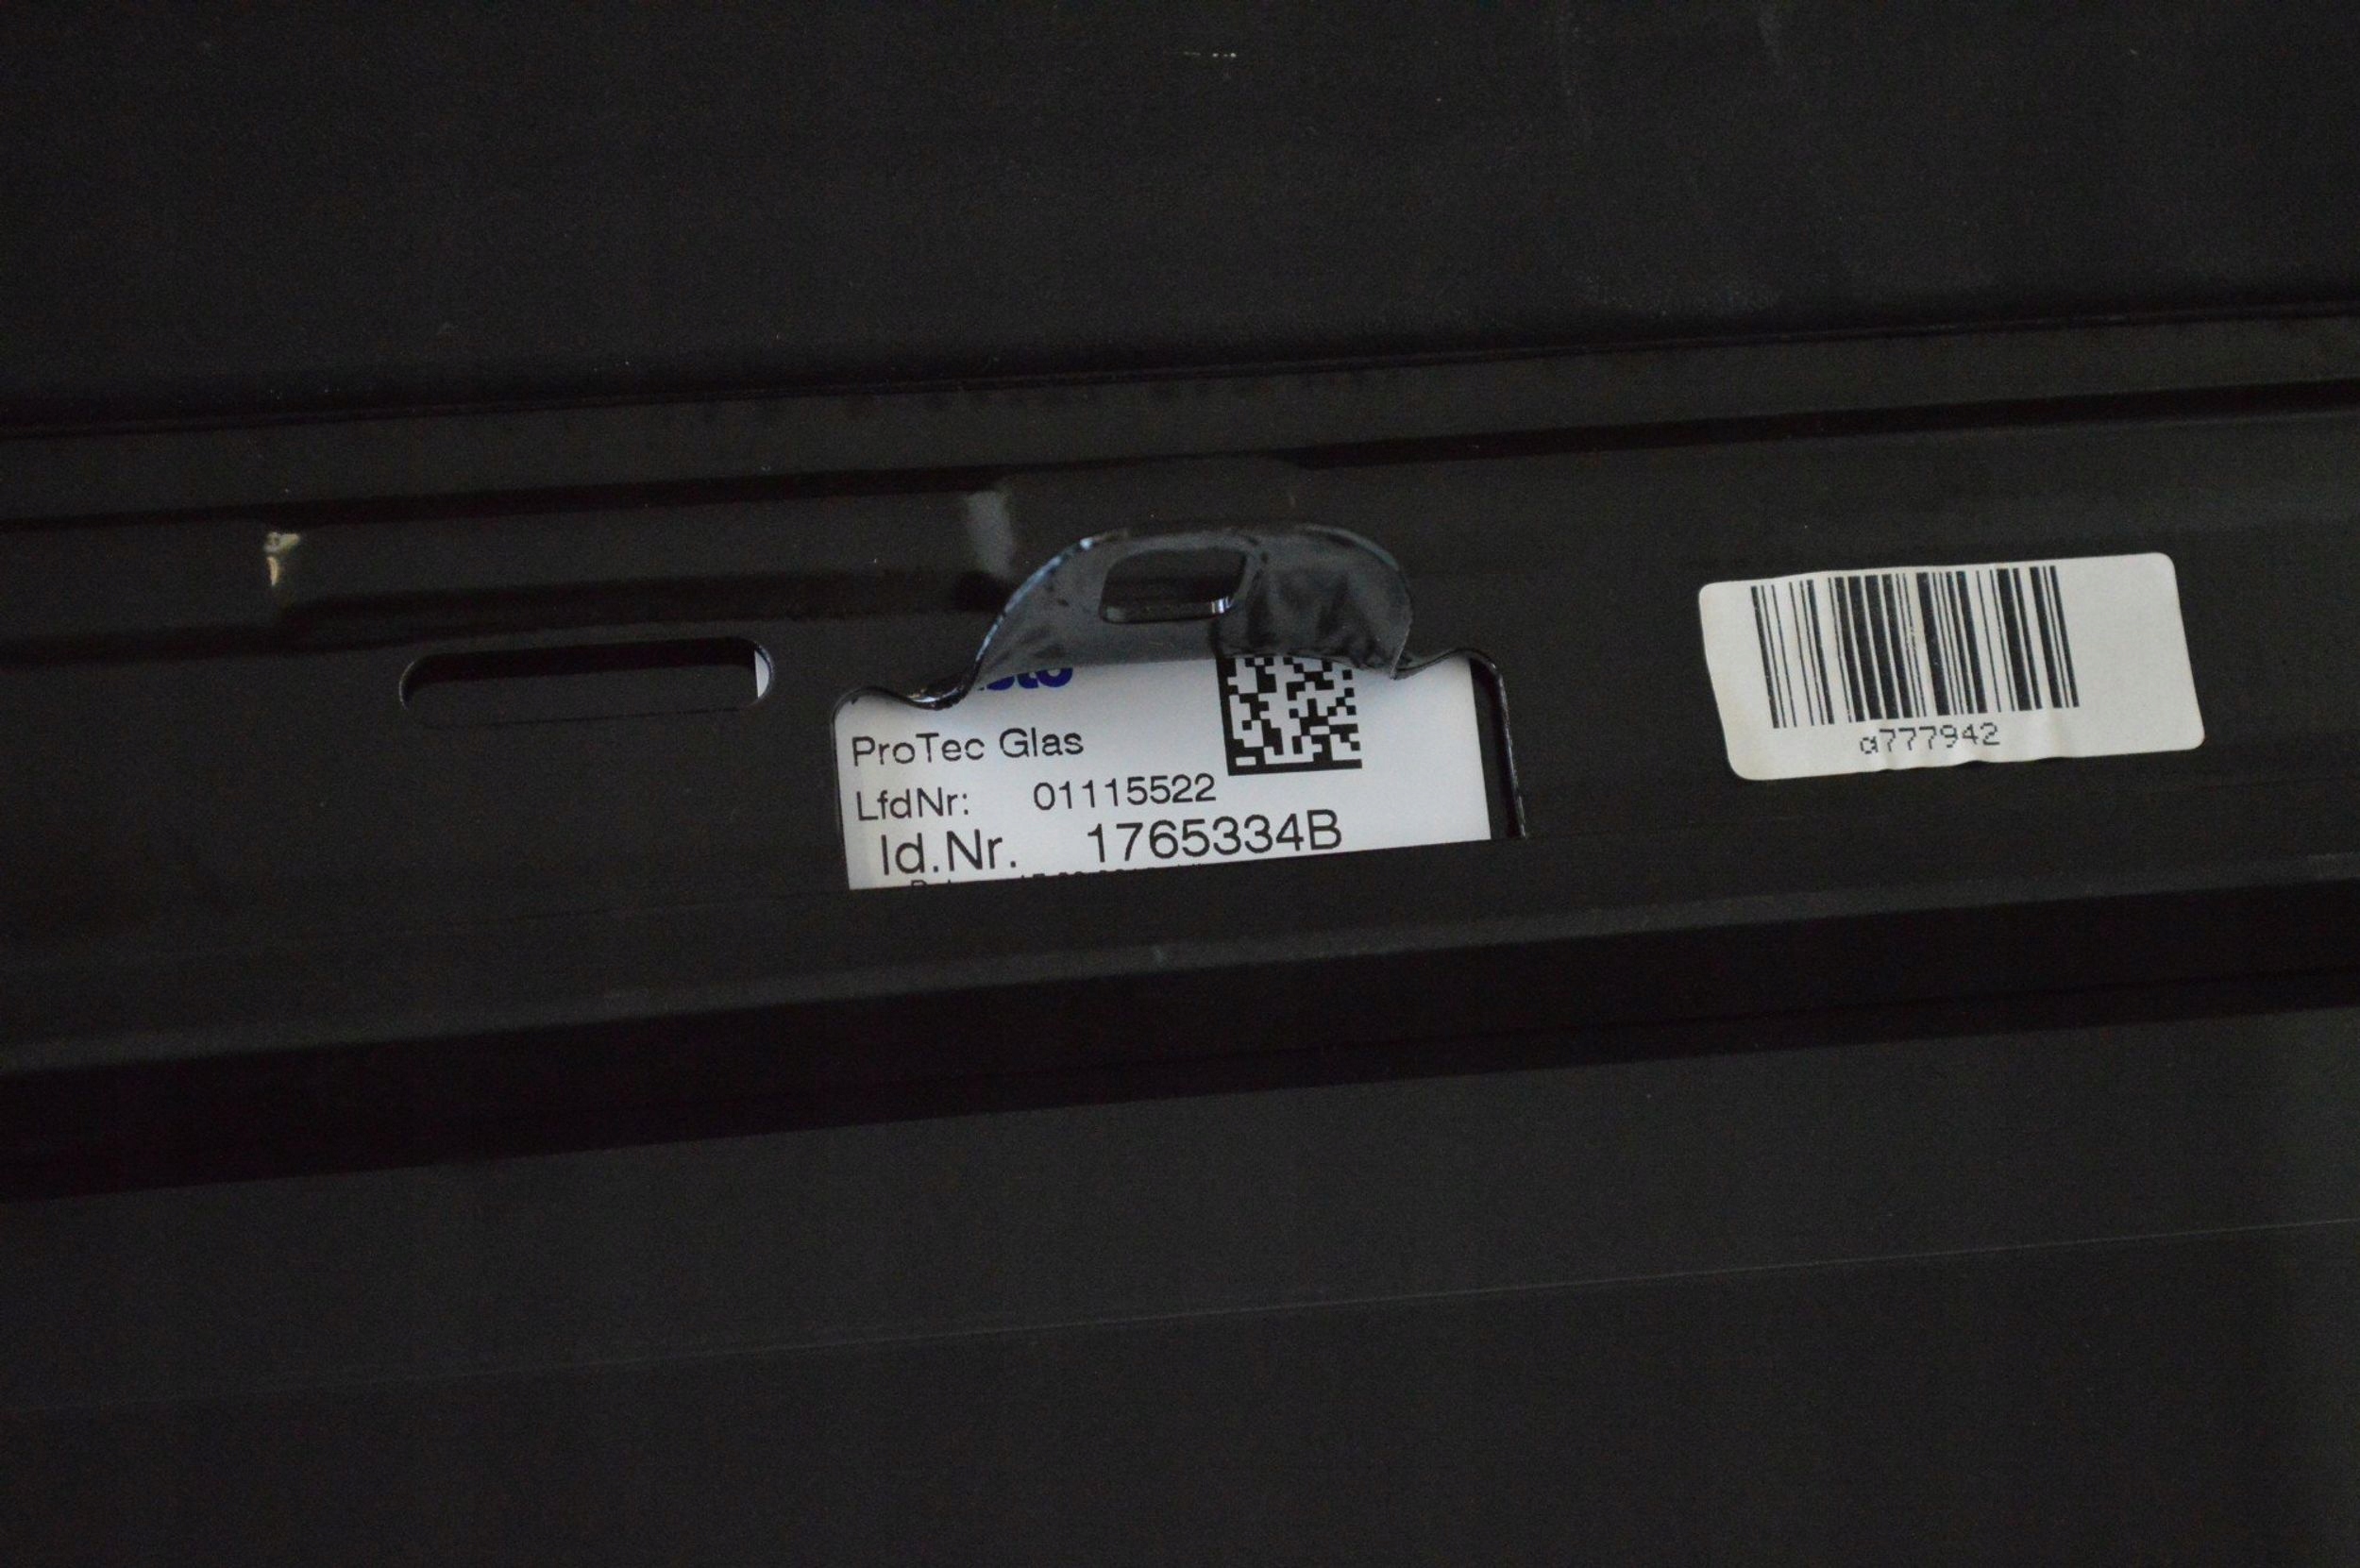 ProTec Glas
LfdNr: 01115522
Id.Nr. 1765334B
a777942